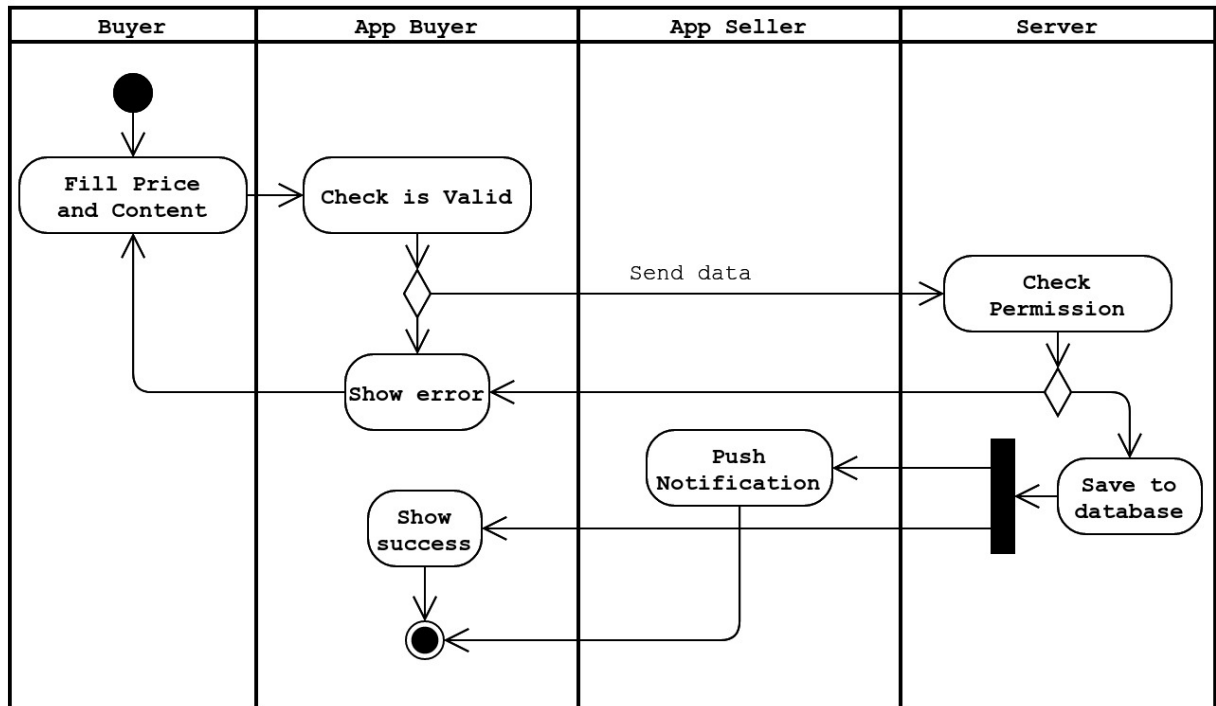 Buyer
App Buyer
App Seller
Server
Fill Price
and Content
Check is Valid
Send data
Check
Permission
Show error
Push
Notification
Save to
database
Show
success